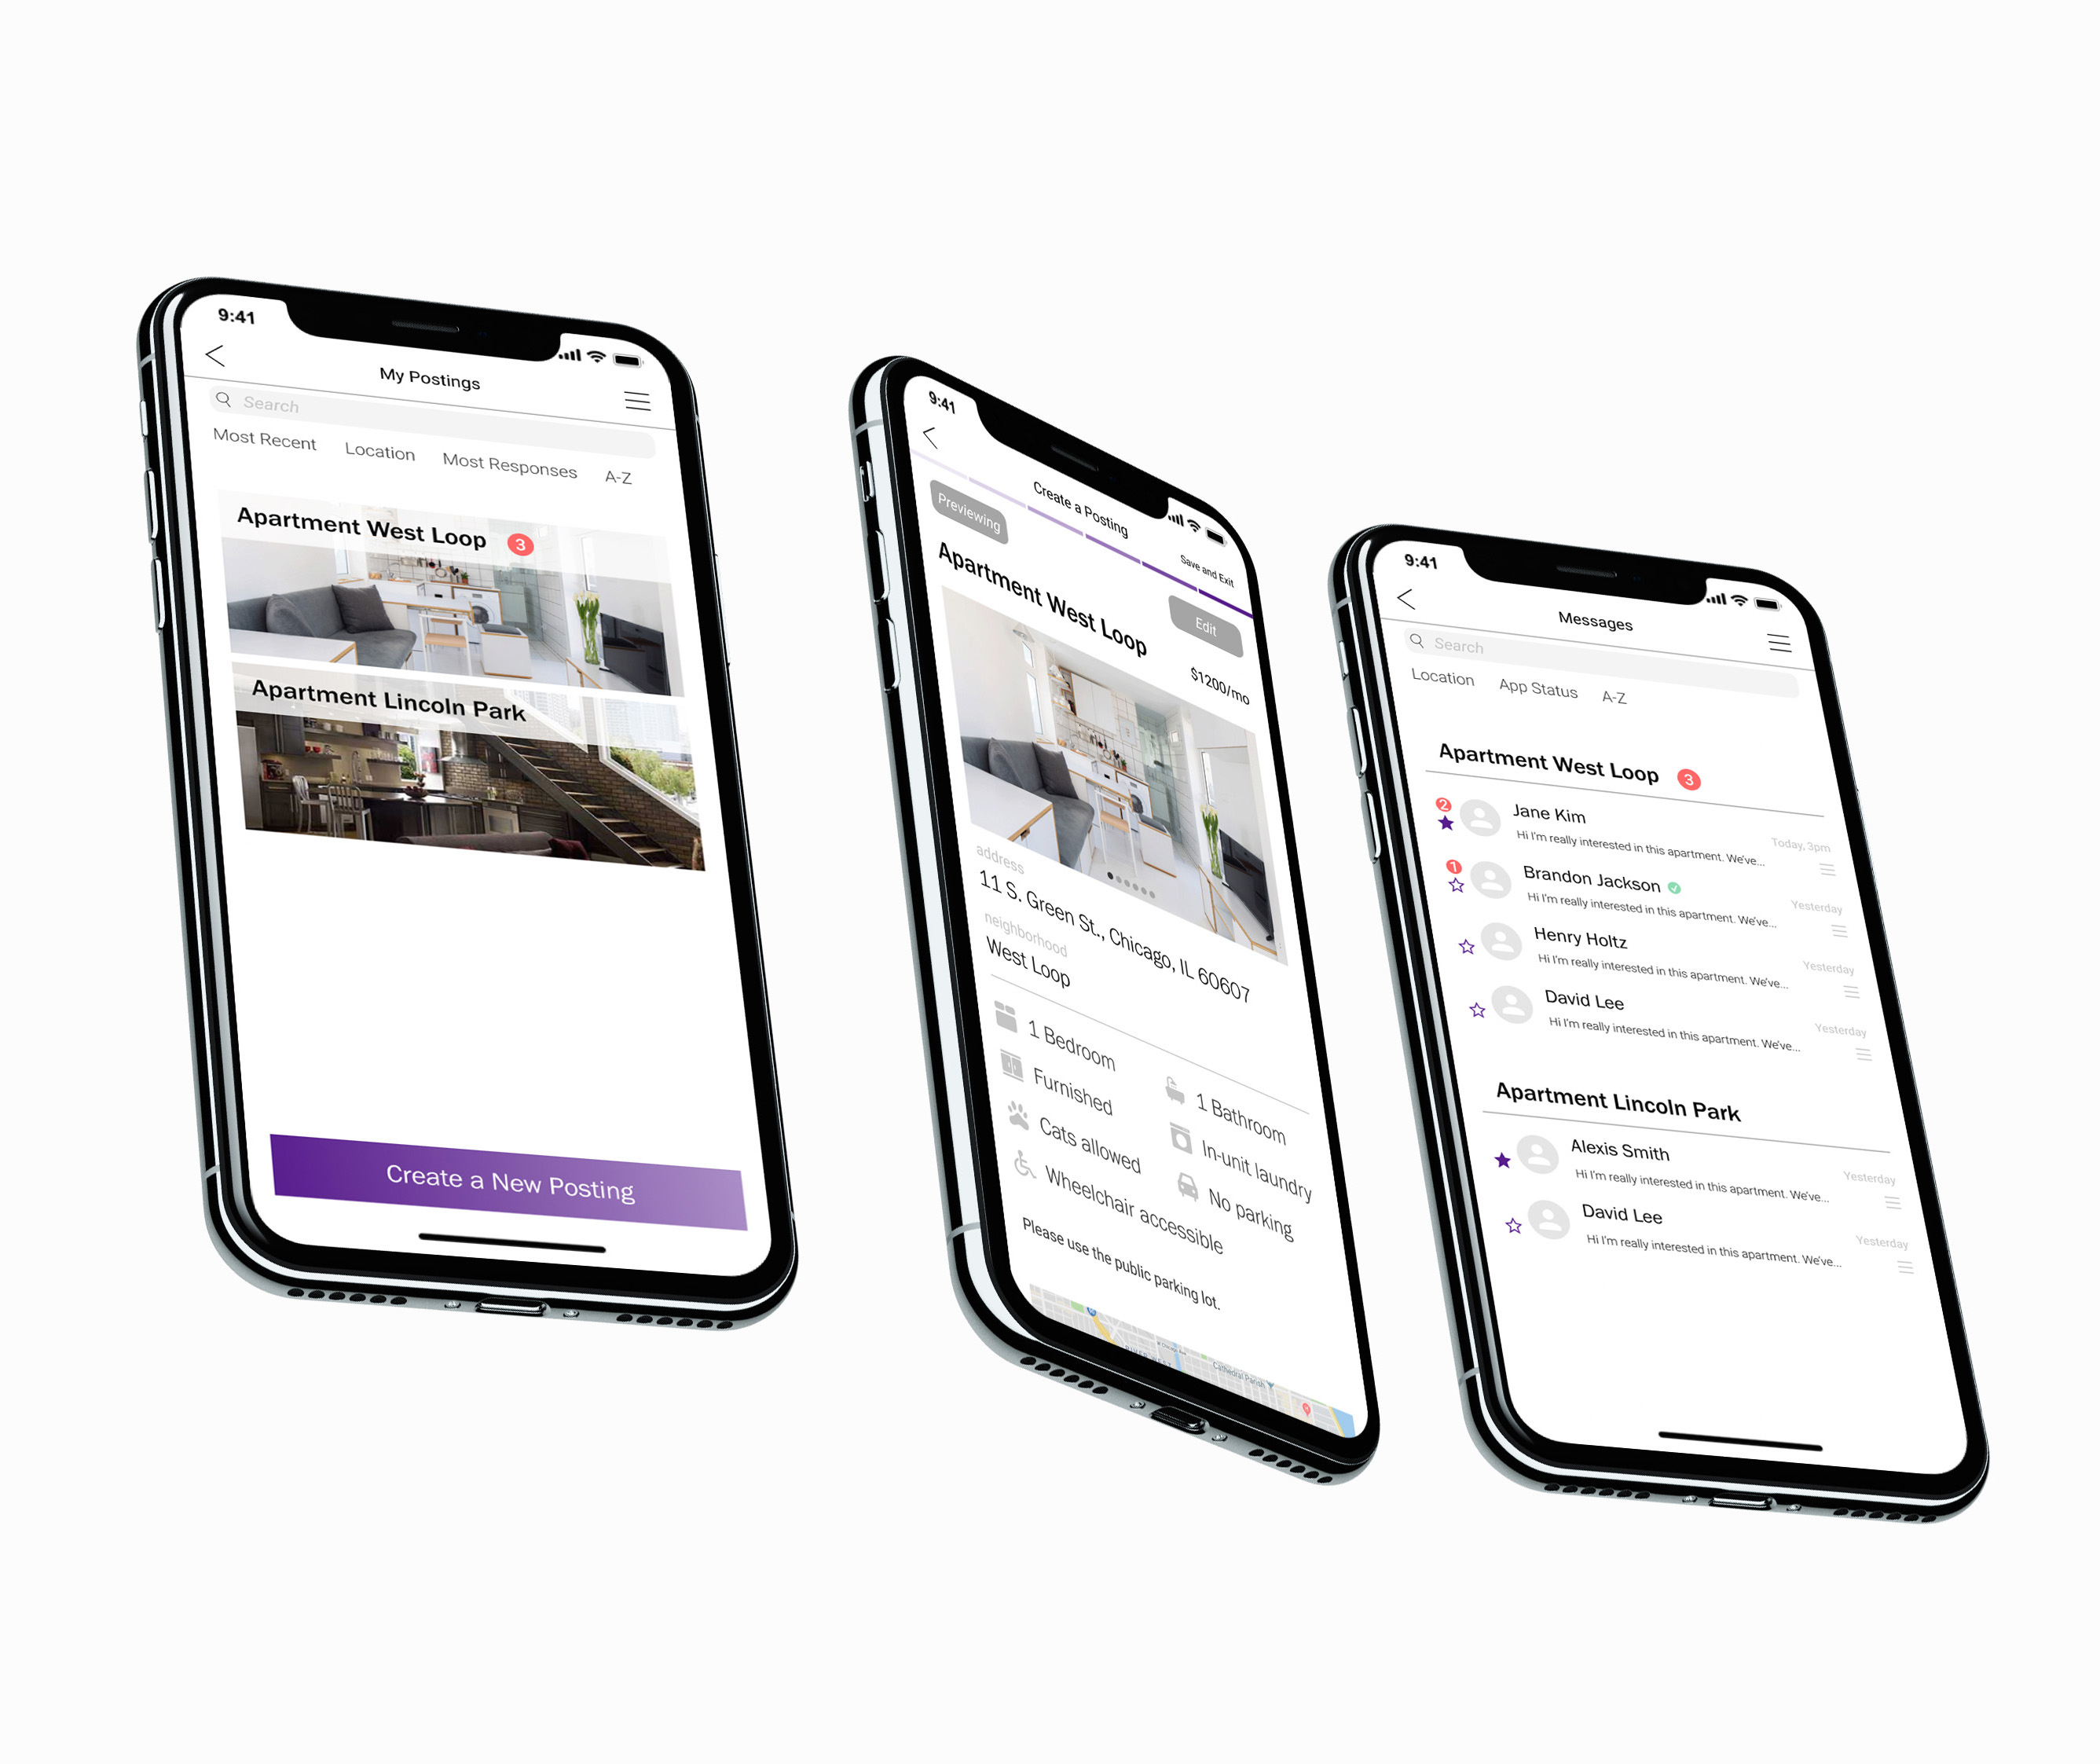 9:41
My Postings
Search
Most Recent Location Most Responses A-Z
Apartment West Loop 3
Apartment Lincoln Park
Create a New Posting
9:41
Create a Posting
Save and Exit
Previewing
Edit
Apartment West Loop
$1200/mo
address
11 S. Green St., Chicago, IL 60607
neighborhood
West Loop
1 Bedroom
1 Bathroom
Furnished
In-unit laundry
Cats allowed
No parking
Wheelchair accessible
Please use the public parking lot.
Cathedral Parish
9:41
Messages
Search
Location App Status A-Z
Apartment West Loop 3
2
Jane Kim
Today, 3pm
Hi I'm really interested in this apartment. We've...
1
Brandon Jackson
Yesterday
Hi I'm really interested in this apartment. We've...
Henry Holtz
Yesterday
Hi I'm really interested in this apartment. We've...
David Lee
Yesterday
Hi I'm really interested in this apartment. We've...
Apartment Lincoln Park
Alexis Smith
Yesterday
Hi I'm really interested in this apartment. We've...
David Lee
Yesterday
Hi I'm really interested in this apartment. We've...